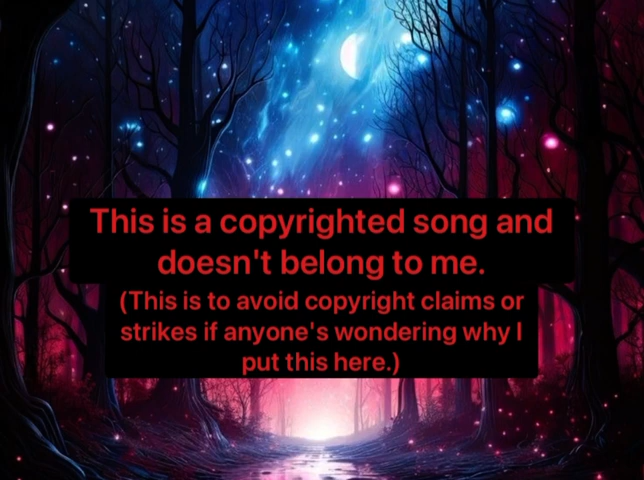 This is a copyrighted song and
doesn't belong to me.
(This is to avoid copyright claims or
strikes if anyone's wondering why I
put this here.)